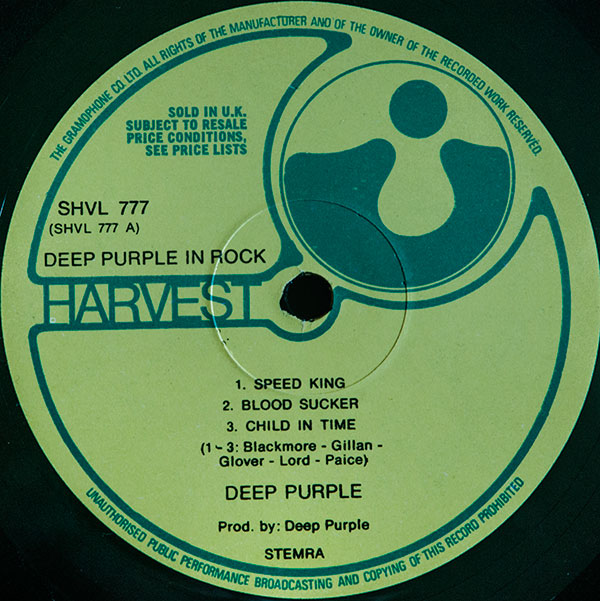 THE GRAMOPHONE CO. LTD. ALL RIGHTS OF THE MANUFACTURER AND OF THE OWNER OF THE RECORDED WORK RESERVED.
SOLD IN U.K.
SUBJECT TO RESALE
PRICE CONDITIONS,
SEE PRICE LISTS
SHVL 777
(SHVL 777 A)
DEEP PURPLE IN ROCK
HARVEST
1. SPEED KING
2. BLOOD SUCKER
3. CHILD IN TIME
(1 - 3: Blackmore - Gillan -
Glover - Lord - Paice)
DEEP PURPLE
Prod. by: Deep Purple
STEMRA
UNAUTHORISED PUBLIC PERFORMANCE BROADCASTING AND COPYING OF THIS RECORD PROHIBITED